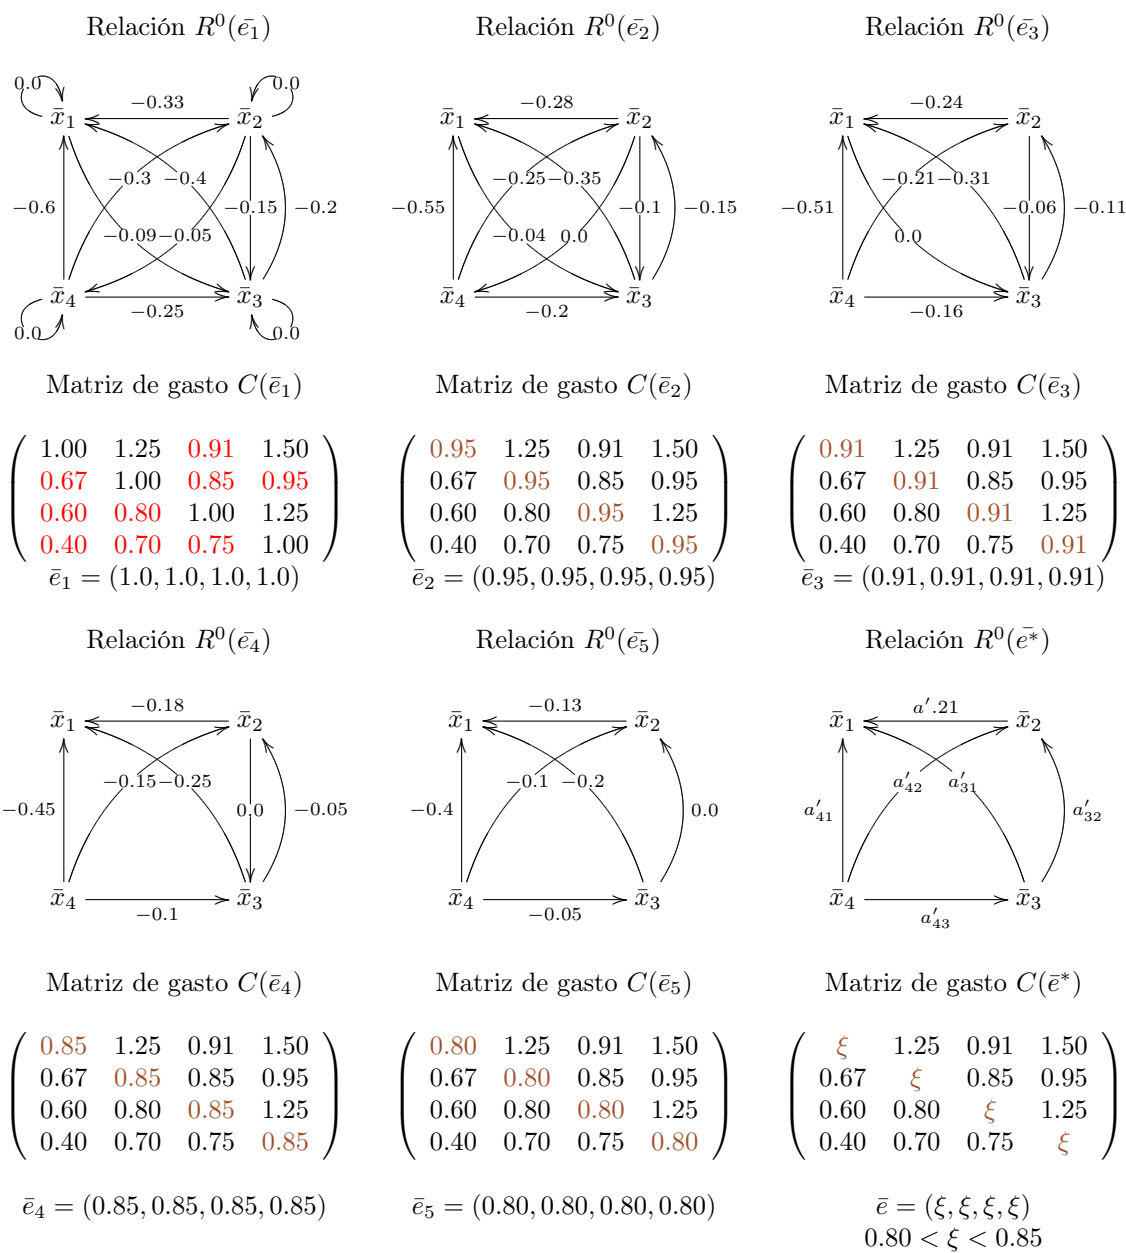 Relación R⁰(ē₁) Relación R⁰(ē₂) Relación R⁰(ē₃)
0.0 0.0
x̄₁ −0.33 x̄₂
−0.3 −0.4
−0.6 −0.15 −0.2
−0.09 −0.05
x̄₄ −0.25 x̄₃
0.0 0.0
x̄₁ −0.28 x̄₂
−0.25 −0.35
−0.55 −0.1 −0.15
−0.04 0.0
x̄₄ −0.2 x̄₃
x̄₁ −0.24 x̄₂
−0.21 −0.31
−0.51 −0.06 −0.11
0.0
x̄₄ −0.16 x̄₃
Matriz de gasto C(ē₁) Matriz de gasto C(ē₂) Matriz de gasto C(ē₃)
1.00 1.25 0.91 1.50
0.67 1.00 0.85 0.95
0.60 0.80 1.00 1.25
0.40 0.70 0.75 1.00
ē₁ = (1.0, 1.0, 1.0, 1.0)
0.95 1.25 0.91 1.50
0.67 0.95 0.85 0.95
0.60 0.80 0.95 1.25
0.40 0.70 0.75 0.95
ē₂ = (0.95, 0.95, 0.95, 0.95)
0.91 1.25 0.91 1.50
0.67 0.91 0.85 0.95
0.60 0.80 0.91 1.25
0.40 0.70 0.75 0.91
ē₃ = (0.91, 0.91, 0.91, 0.91)
Relación R⁰(ē₄) Relación R⁰(ē₅) Relación R⁰(ē*)
x̄₁ −0.18 x̄₂
−0.15 −0.25
−0.45 0.0 −0.05
x̄₄ −0.1 x̄₃
x̄₁ −0.13 x̄₂
−0.1 −0.2
−0.4 0.0
x̄₄ −0.05 x̄₃
x̄₁ a′.21 x̄₂
a′₄₂ a′₃₁
a′₄₁ a′₃₂
x̄₄ a′₄₃ x̄₃
Matriz de gasto C(ē₄) Matriz de gasto C(ē₅) Matriz de gasto C(ē*)
0.85 1.25 0.91 1.50
0.67 0.85 0.85 0.95
0.60 0.80 0.85 1.25
0.40 0.70 0.75 0.85
ē₄ = (0.85, 0.85, 0.85, 0.85)
0.80 1.25 0.91 1.50
0.67 0.80 0.85 0.95
0.60 0.80 0.80 1.25
0.40 0.70 0.75 0.80
ē₅ = (0.80, 0.80, 0.80, 0.80)
ξ 1.25 0.91 1.50
0.67 ξ 0.85 0.95
0.60 0.80 ξ 1.25
0.40 0.70 0.75 ξ
ē = (ξ, ξ, ξ, ξ)
0.80 < ξ < 0.85